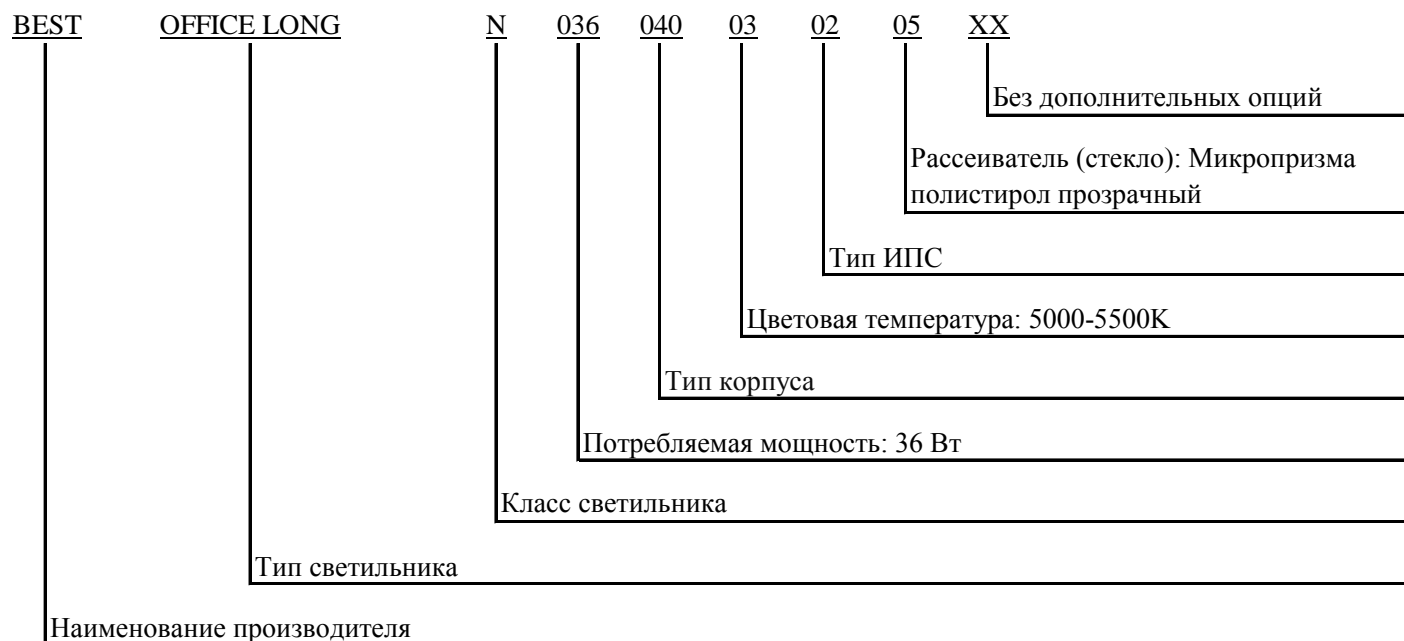 BEST OFFICE LONG N 036 040 03 02 05 XX
Без дополнительных опций
Рассеиватель (стекло): Микропризма
полистирол прозрачный
Тип ИПС
Цветовая температура: 5000-5500K
Тип корпуса
Потребляемая мощность: 36 Вт
Класс светильника
Тип светильника
Наименование производителя